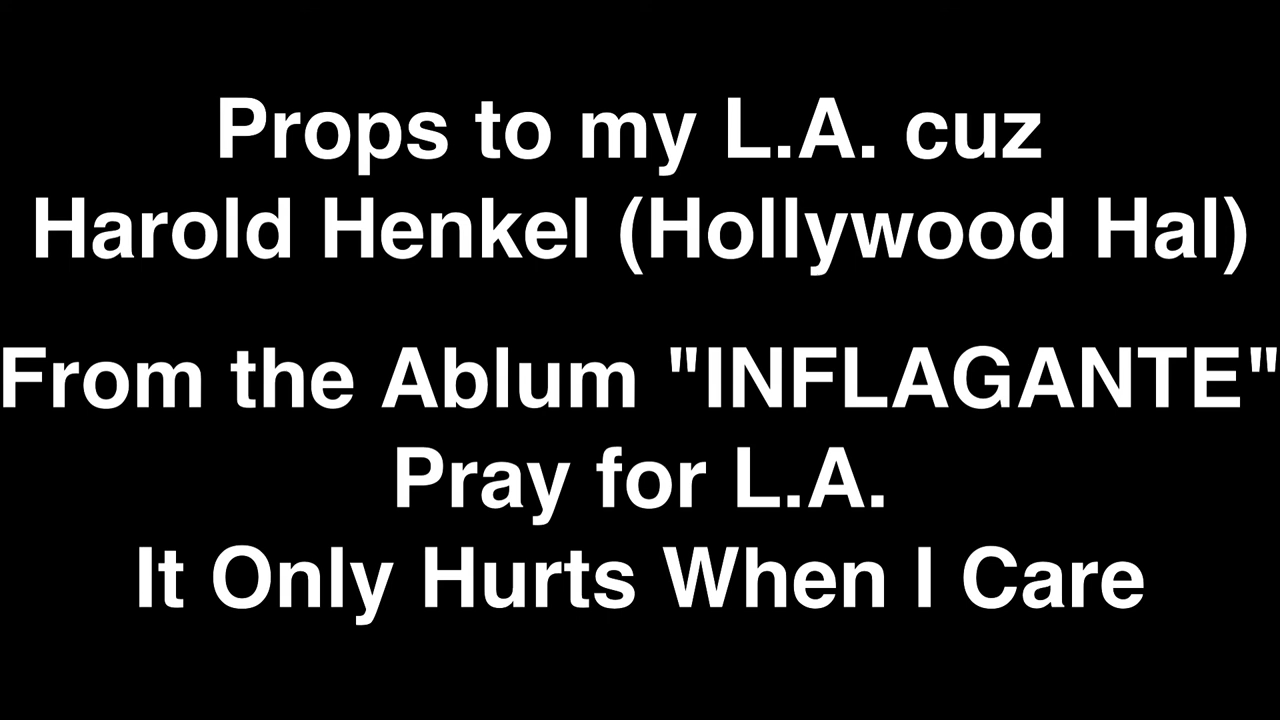 Props to my L.A. cuz
Harold Henkel (Hollywood Hal)
From the Ablum "INFLAGANTE"
Pray for L.A.
It Only Hurts When I Care